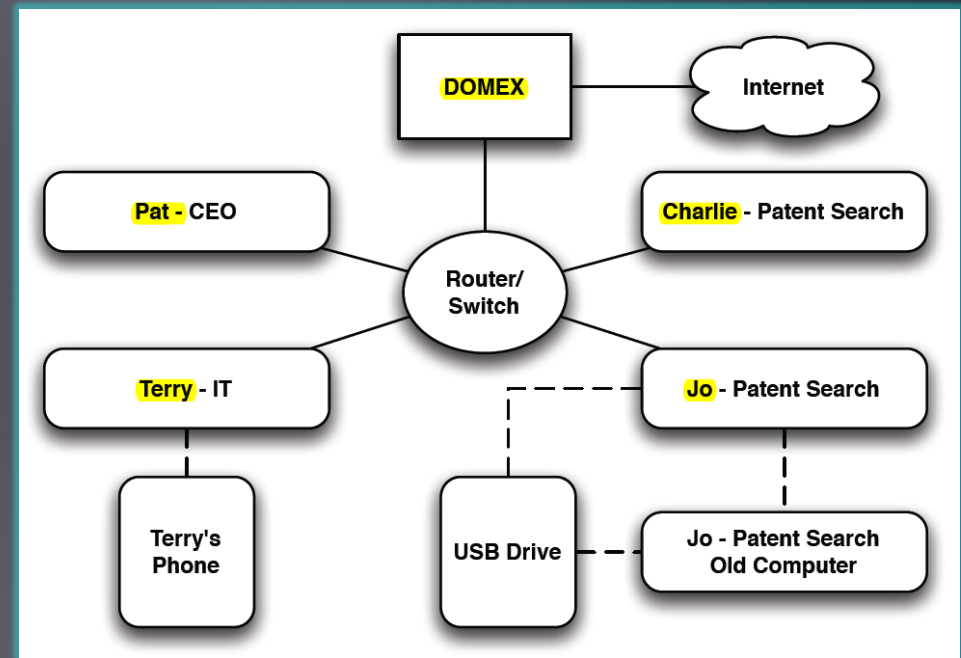 DOMEX
Internet
Pat - CEO
Charlie - Patent Search
Router/
Switch
Terry - IT
Jo - Patent Search
Terry's
Phone
USB Drive
Jo - Patent Search
Old Computer